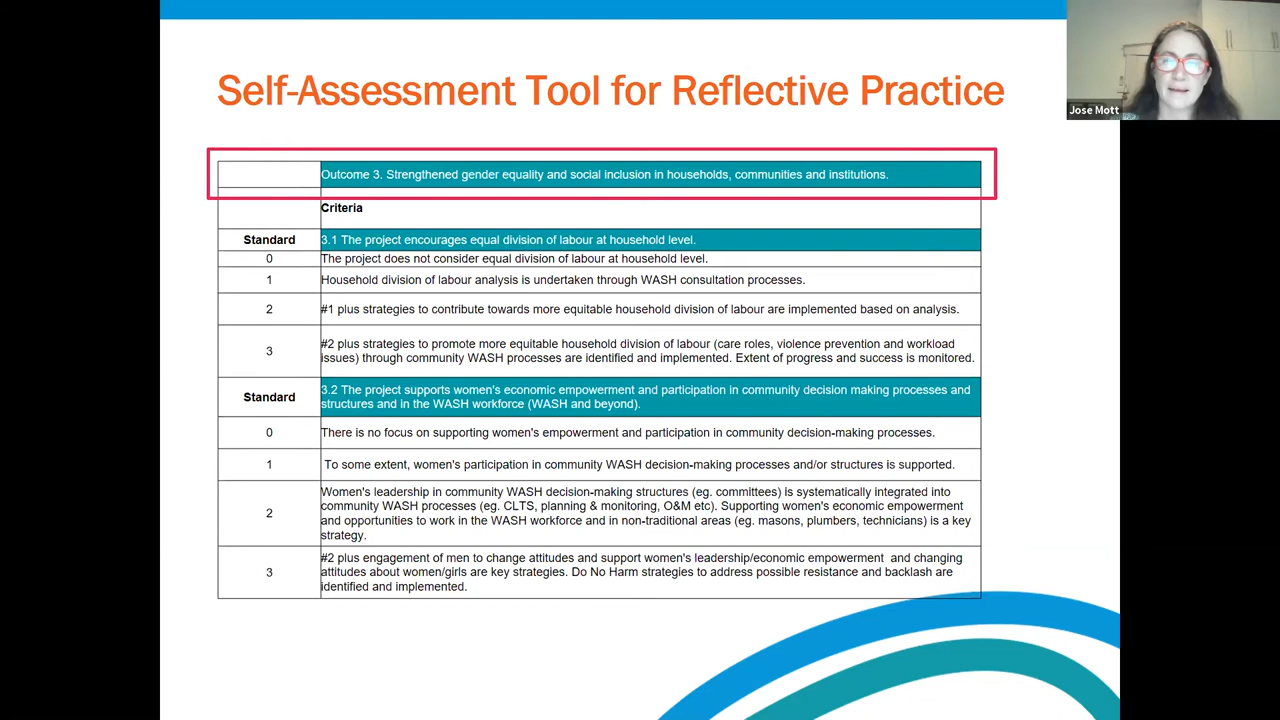 Self-Assessment Tool for Reflective Practice
Jose Mott
Outcome 3. Strengthened gender equality and social inclusion in households, communities and institutions.
Criteria
Standard
3.1 The project encourages equal division of labour at household level.
0
The project does not consider equal division of labour at household level.
1
Household division of labour analysis is undertaken through WASH consultation processes.
2
#1 plus strategies to contribute towards more equitable household division of labour are implemented based on analysis.
3
#2 plus strategies to promote more equitable household division of labour (care roles, violence prevention and workload
issues) through community WASH processes are identified and implemented. Extent of progress and success is monitored.
Standard
3.2 The project supports women's economic empowerment and participation in community decision making processes and
structures and in the WASH workforce (WASH and beyond).
0
There is no focus on supporting women's empowerment and participation in community decision-making processes.
1
To some extent, women's participation in community WASH decision-making processes and/or structures is supported.
2
Women's leadership in community WASH decision-making structures (eg. committees) is systematically integrated into
community WASH processes (eg. CLTS, planning & monitoring, O&M etc). Supporting women's economic empowerment
and opportunities to work in the WASH workforce and in non-traditional areas (eg. masons, plumbers, technicians) is a key
strategy.
3
#2 plus engagement of men to change attitudes and support women's leadership/economic empowerment and changing
attitudes about women/girls are key strategies. Do No Harm strategies to address possible resistance and backlash are
identified and implemented.